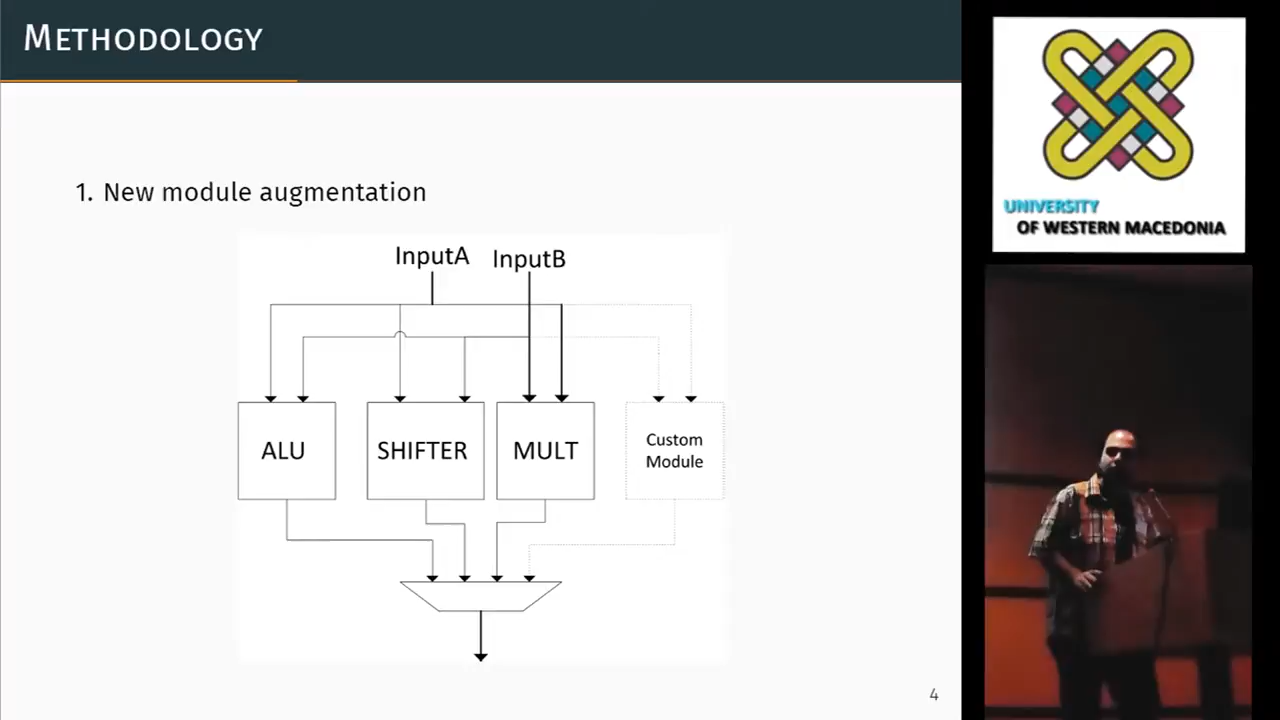 METHODOLOGY
1. New module augmentation
InputA InputB
ALU
SHIFTER
MULT
Custom
Module
4
UNIVERSITY
OF WESTERN MACEDONIA